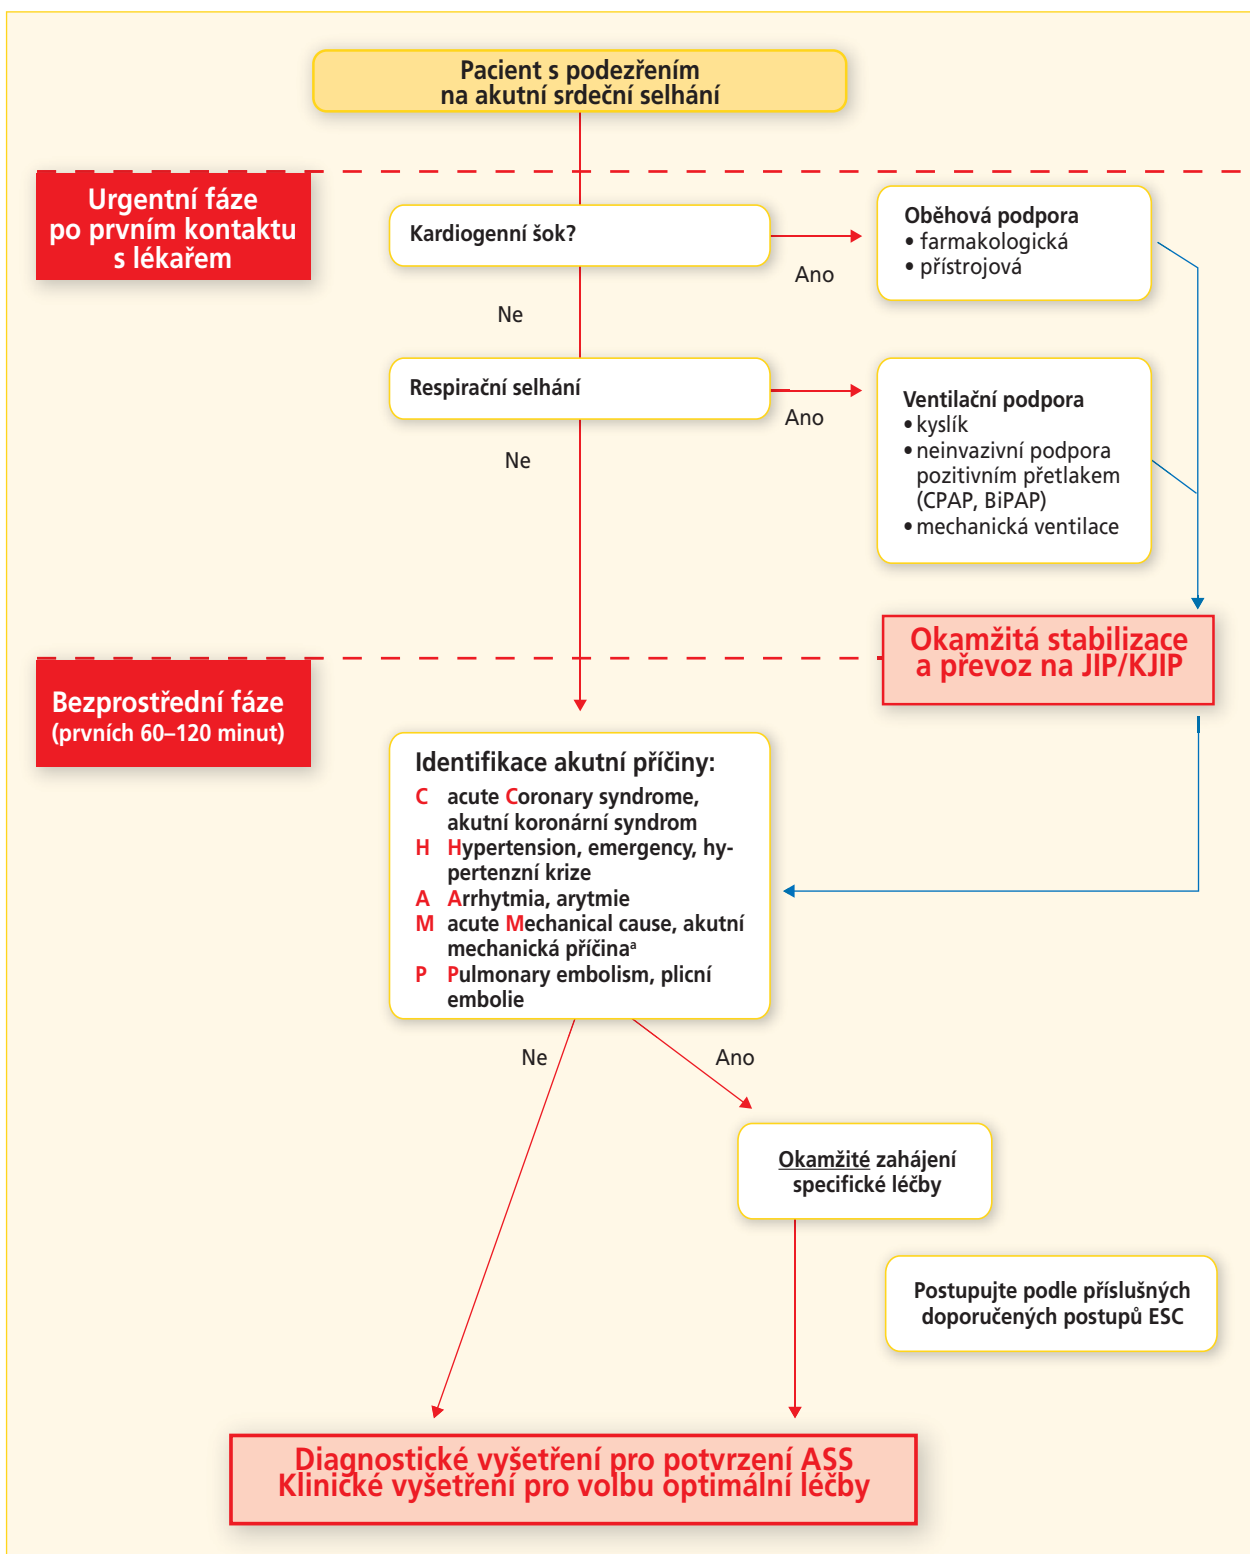 Pacient s podezřením
na akutní srdeční selhání
Urgentní fáze
po prvním kontaktu
s lékařem
Kardiogenní šok?
Ano
Oběhová podpora
• farmakologická
• přístrojová
Ne
Respirační selhání
Ano
Ventilační podpora
• kyslík
• neinvazivní podpora
pozitivním přetlakem
(CPAP, BiPAP)
• mechanická ventilace
Ne
Okamžitá stabilizace
a převoz na JIP/KJIP
Bezprostřední fáze
(prvních 60–120 minut)
Identifikace akutní příčiny:
C acute Coronary syndrome,
akutní koronární syndrom
H Hypertension, emergency, hy-
pertenzní krize
A Arrhytmia, arytmie
M acute Mechanical cause, akutní
mechanická příčinaᵃ
P Pulmonary embolism, plicní
embolie
Ne
Ano
Okamžité zahájení
specifické léčby
Postupujte podle příslušných
doporučených postupů ESC
Diagnostické vyšetření pro potvrzení ASS
Klinické vyšetření pro volbu optimální léčby